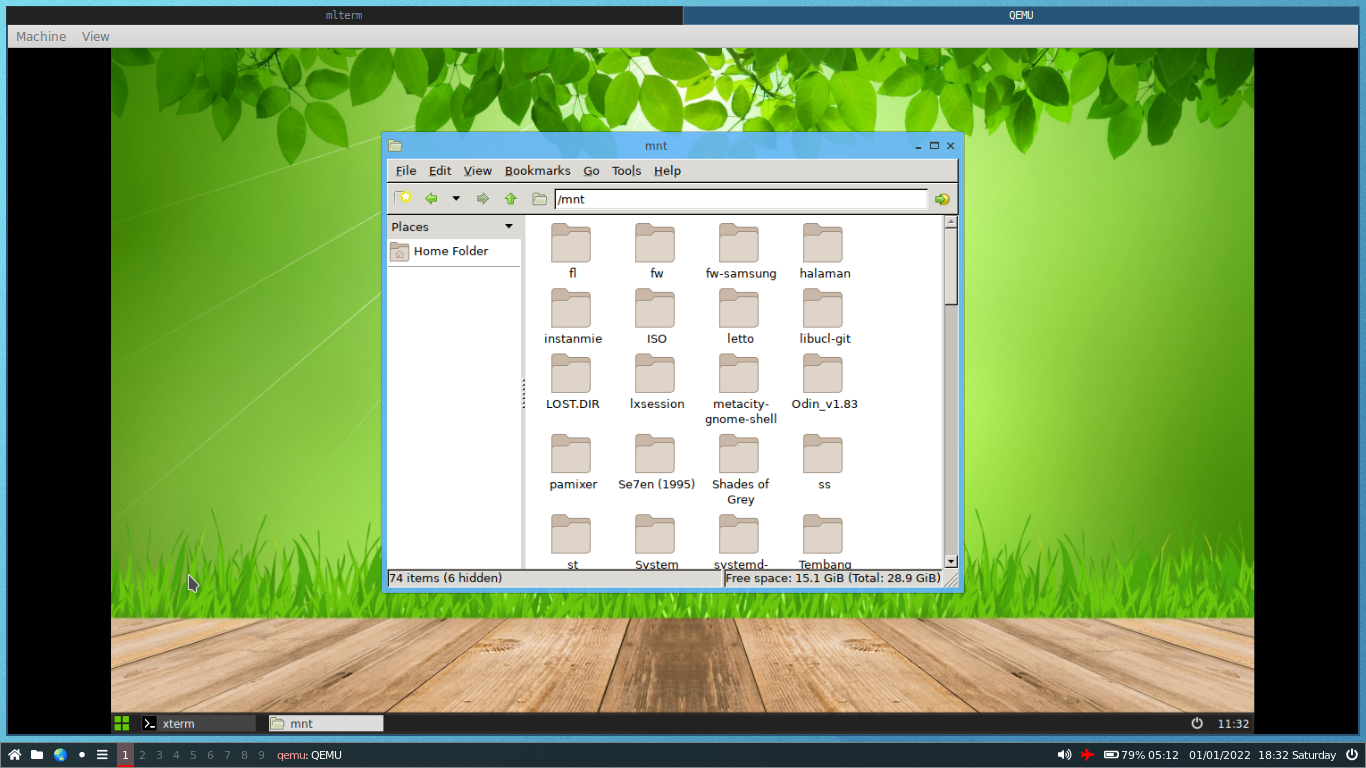 mlterm QEMU
Machine View
mnt
File Edit View Bookmarks Go Tools Help
/mnt
Places
Home Folder
fl fw fw-samsung halaman
instanmie ISO letto libucl-git
LOST.DIR lxsession metacity-gnome-shell Odin_v1.83
pamixer Se7en (1995) Shades of Grey ss
st System systemd- Tembang
74 items (6 hidden) Free space: 15.1 GiB (Total: 28.9 GiB)
xterm mnt 11:32
1 2 3 4 5 6 7 8 9 qemu: QEMU 79% 05:12 01/01/2022 18:32 Saturday